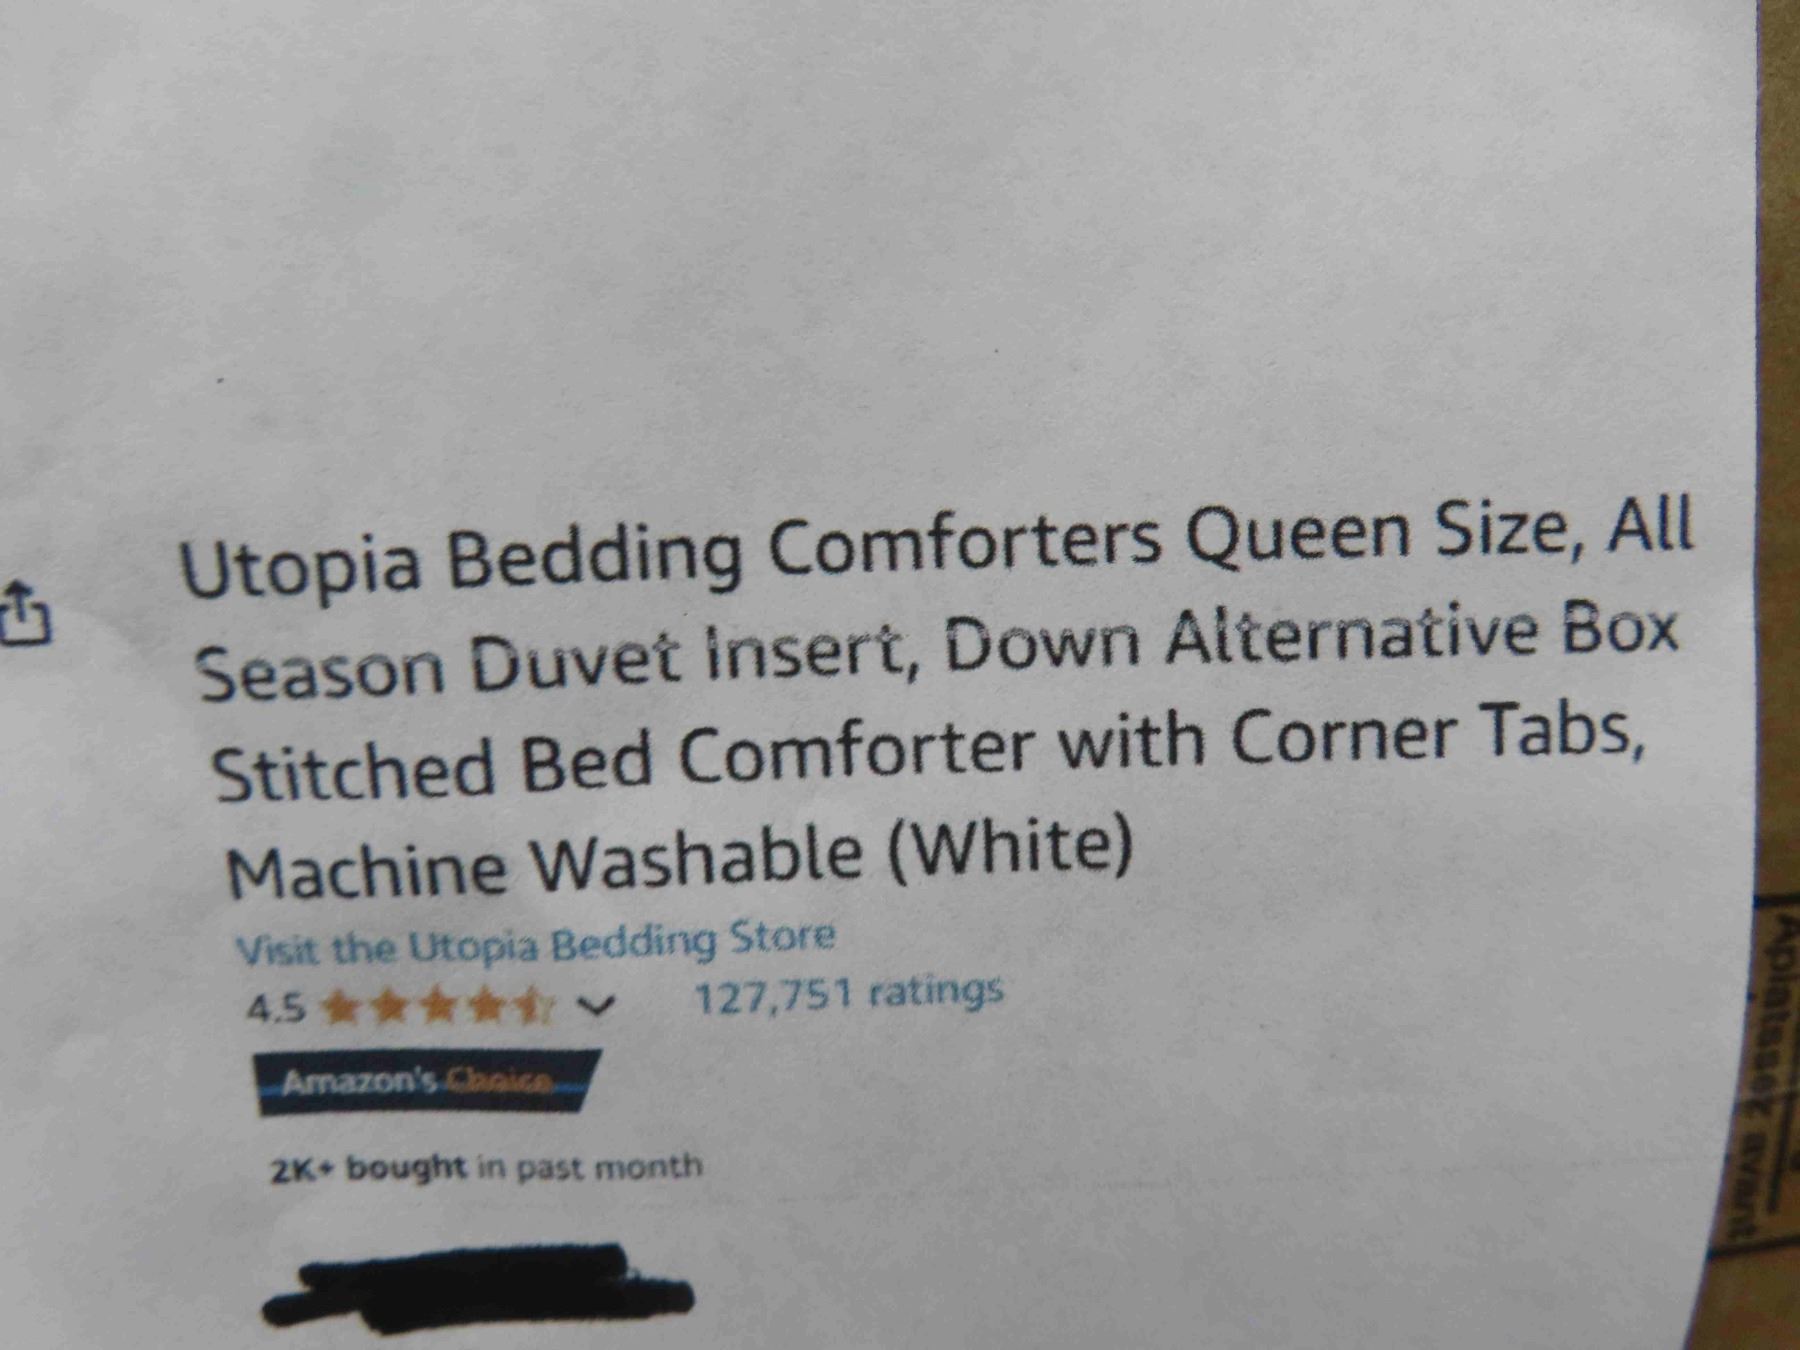 Utopia Bedding Comforters Queen Size, All
Season Duvet Insert, Down Alternative Box
Stitched Bed Comforter with Corner Tabs,
Machine Washable (White)
Visit the Utopia Bedding Store
4.5 127,751 ratings
Amazon's Choice
2K+ bought in past month
Aplatissez avant